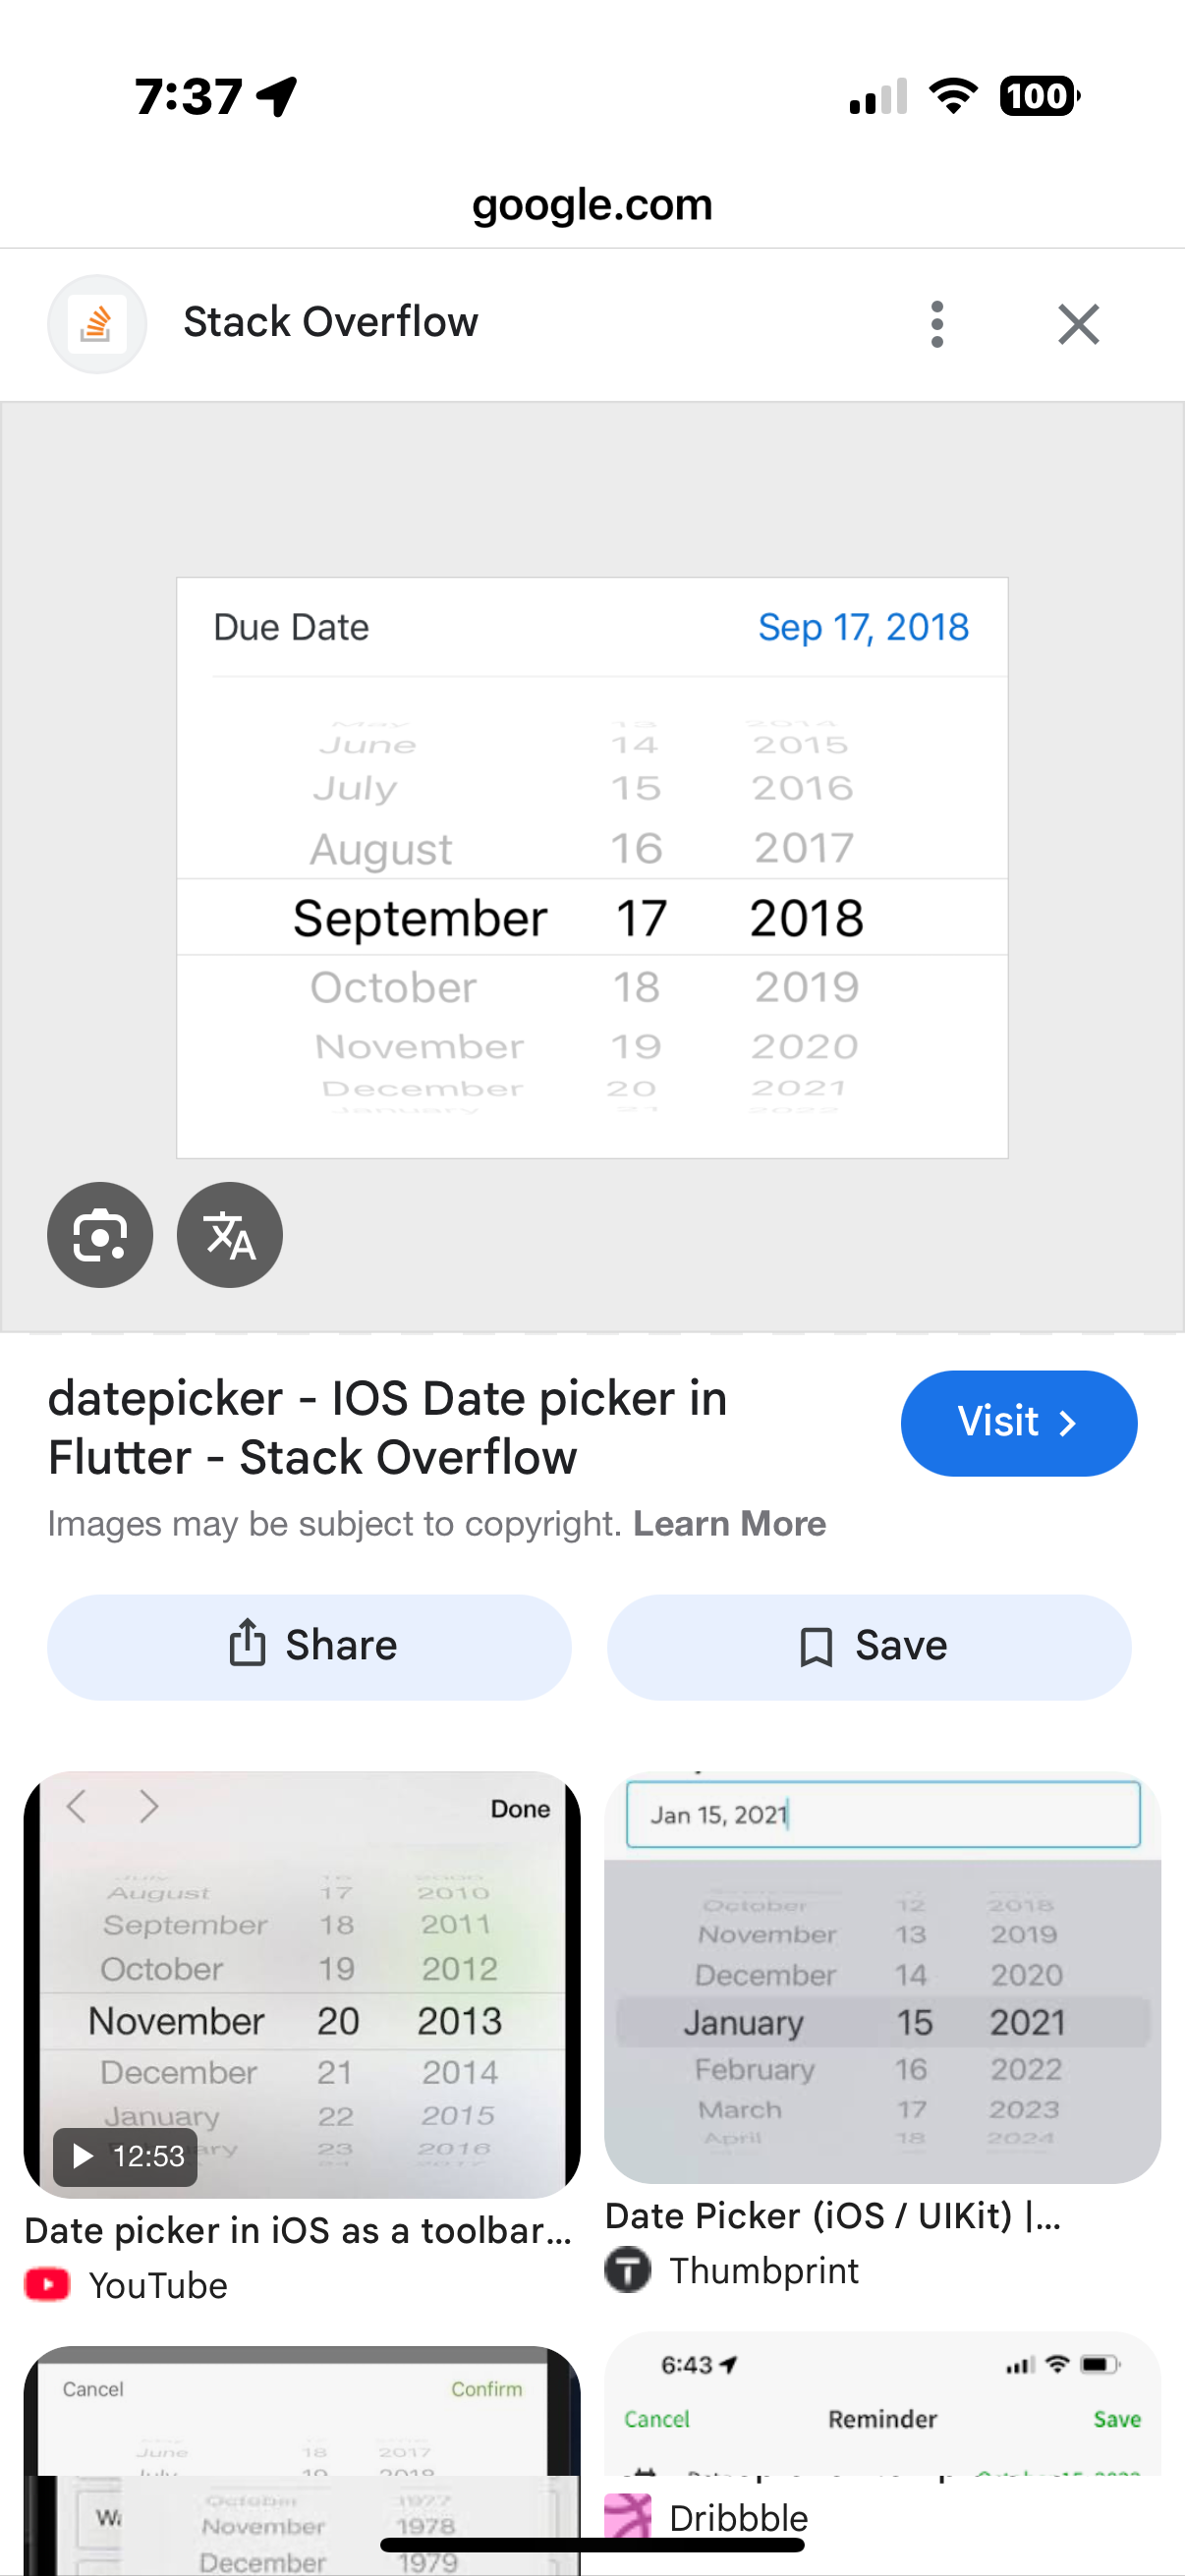 7:37
100
google.com
Stack Overflow
Due Date Sep 17, 2018
May 13 2014
June 14 2015
July 15 2016
August 16 2017
September 17 2018
October 18 2019
November 19 2020
December 20 2021
January 21 2022
datepicker - IOS Date picker in
Flutter - Stack Overflow
Visit
Images may be subject to copyright. Learn More
Share
Save
Done
August 17 2010
September 18 2011
October 19 2012
November 20 2013
December 21 2014
January 22 2015
23 2016
12:53
Date picker in iOS as a toolbar...
YouTube
Jan 15, 2021
October 12 2018
November 13 2019
December 14 2020
January 15 2021
February 16 2022
March 17 2023
April 18 2024
Date Picker (iOS / UIKit) |...
Thumbprint
Cancel Confirm
June 18 2017
October 1977
November 1978
December 1979
6:43
Cancel Reminder Save
Dribbble